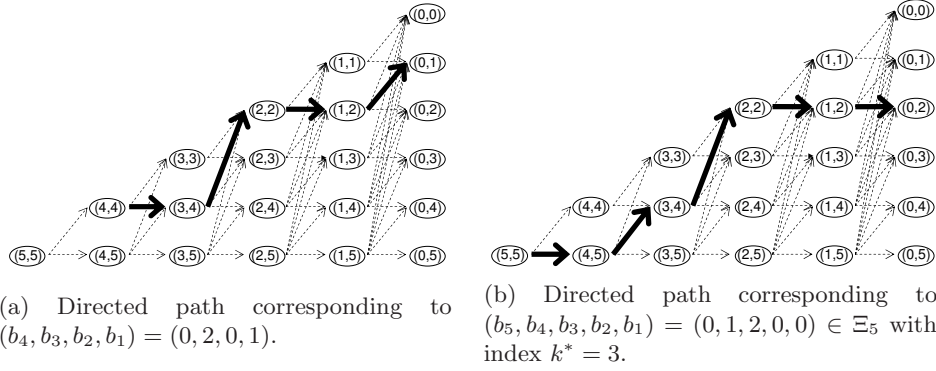 (0,0)
(1,1) (0,1)
(2,2) (1,2) (0,2)
(3,3) (2,3) (1,3) (0,3)
(4,4) (3,4) (2,4) (1,4) (0,4)
(5,5) (4,5) (3,5) (2,5) (1,5) (0,5)
(a) Directed path corresponding to
(b₄, b₃, b₂, b₁) = (0, 2, 0, 1).
(0,0)
(1,1) (0,1)
(2,2) (1,2) (0,2)
(3,3) (2,3) (1,3) (0,3)
(4,4) (3,4) (2,4) (1,4) (0,4)
(5,5) (4,5) (3,5) (2,5) (1,5) (0,5)
(b) Directed path corresponding to
(b₅, b₄, b₃, b₂, b₁) = (0, 1, 2, 0, 0) ∈ Ξ₅ with
index k* = 3.